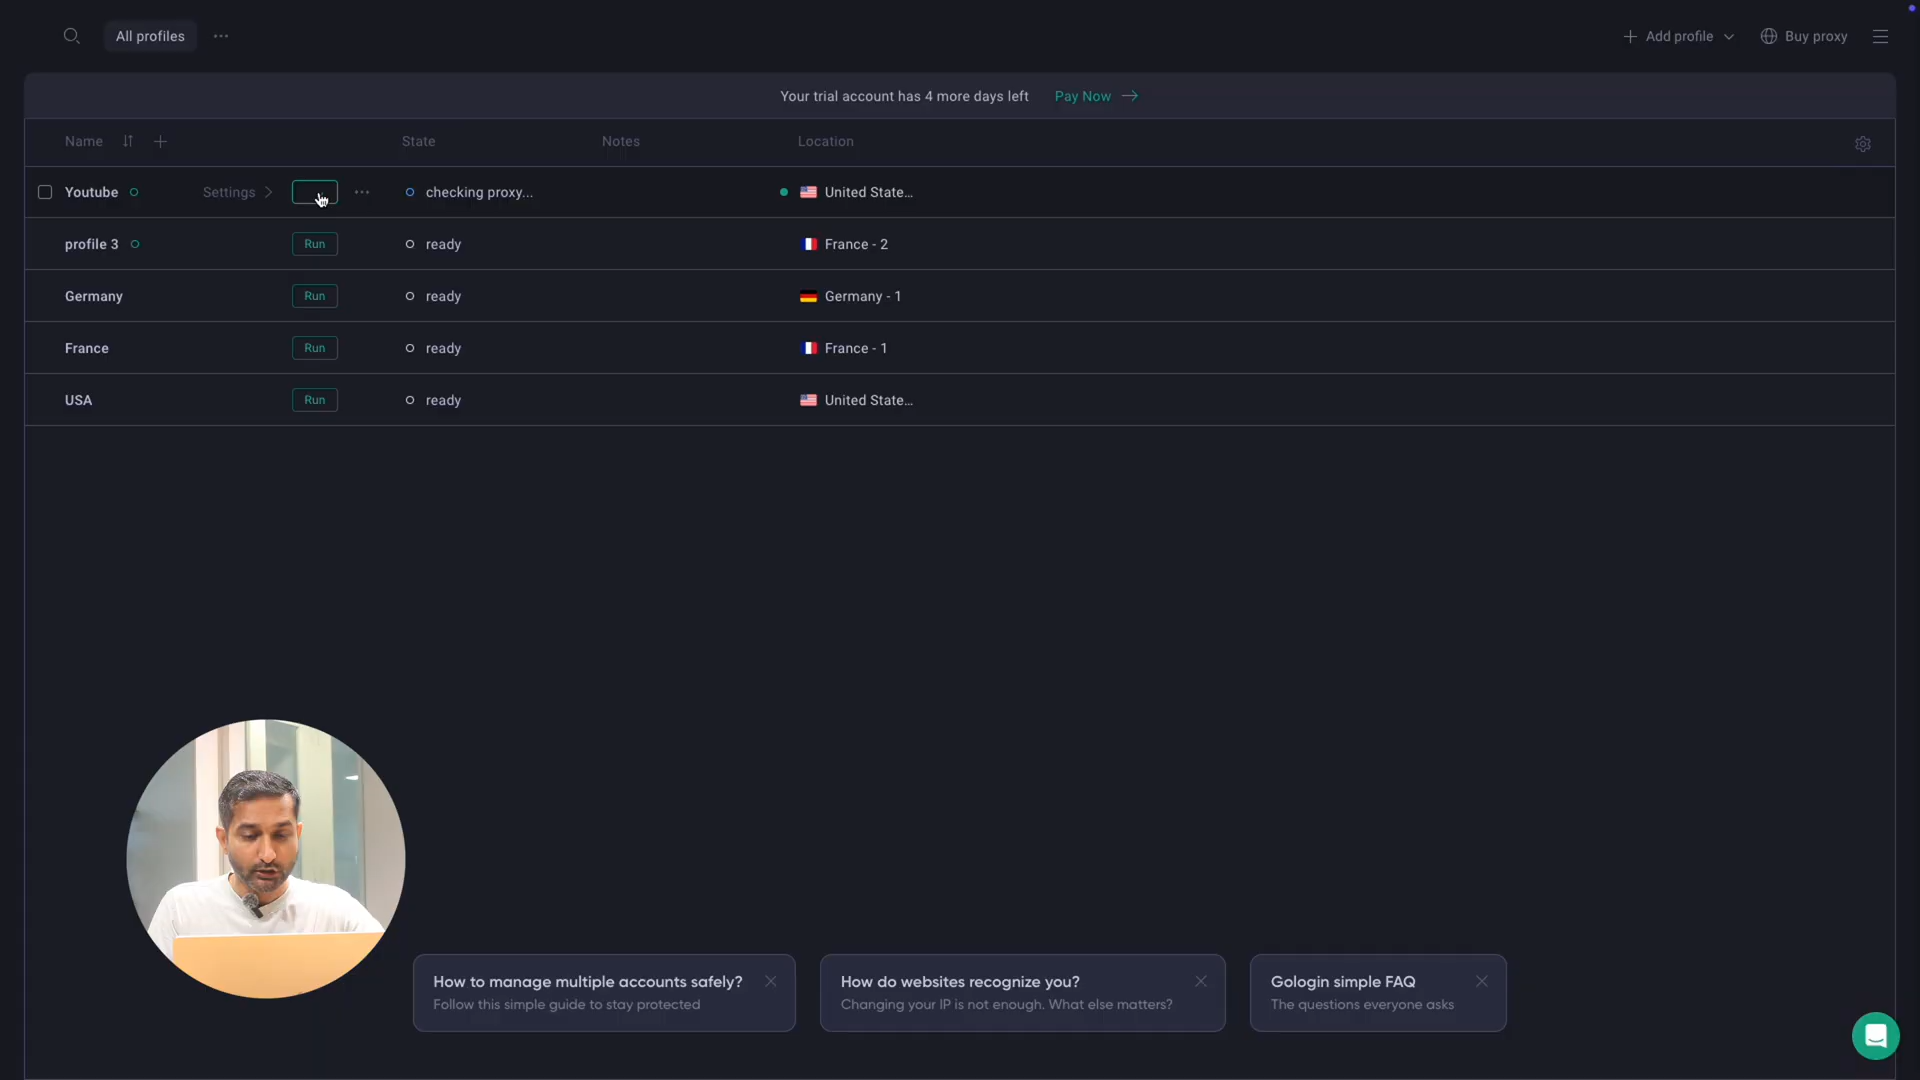 All profiles
Add profile
Buy proxy
Your trial account has 4 more days left Pay Now
Name State Notes Location
Youtube Settings checking proxy... United State...
profile 3 Run ready France - 2
Germany Run ready Germany - 1
France Run ready France - 1
USA Run ready United State...
How to manage multiple accounts safely?
Follow this simple guide to stay protected
How do websites recognize you?
Changing your IP is not enough. What else matters?
Gologin simple FAQ
The questions everyone asks